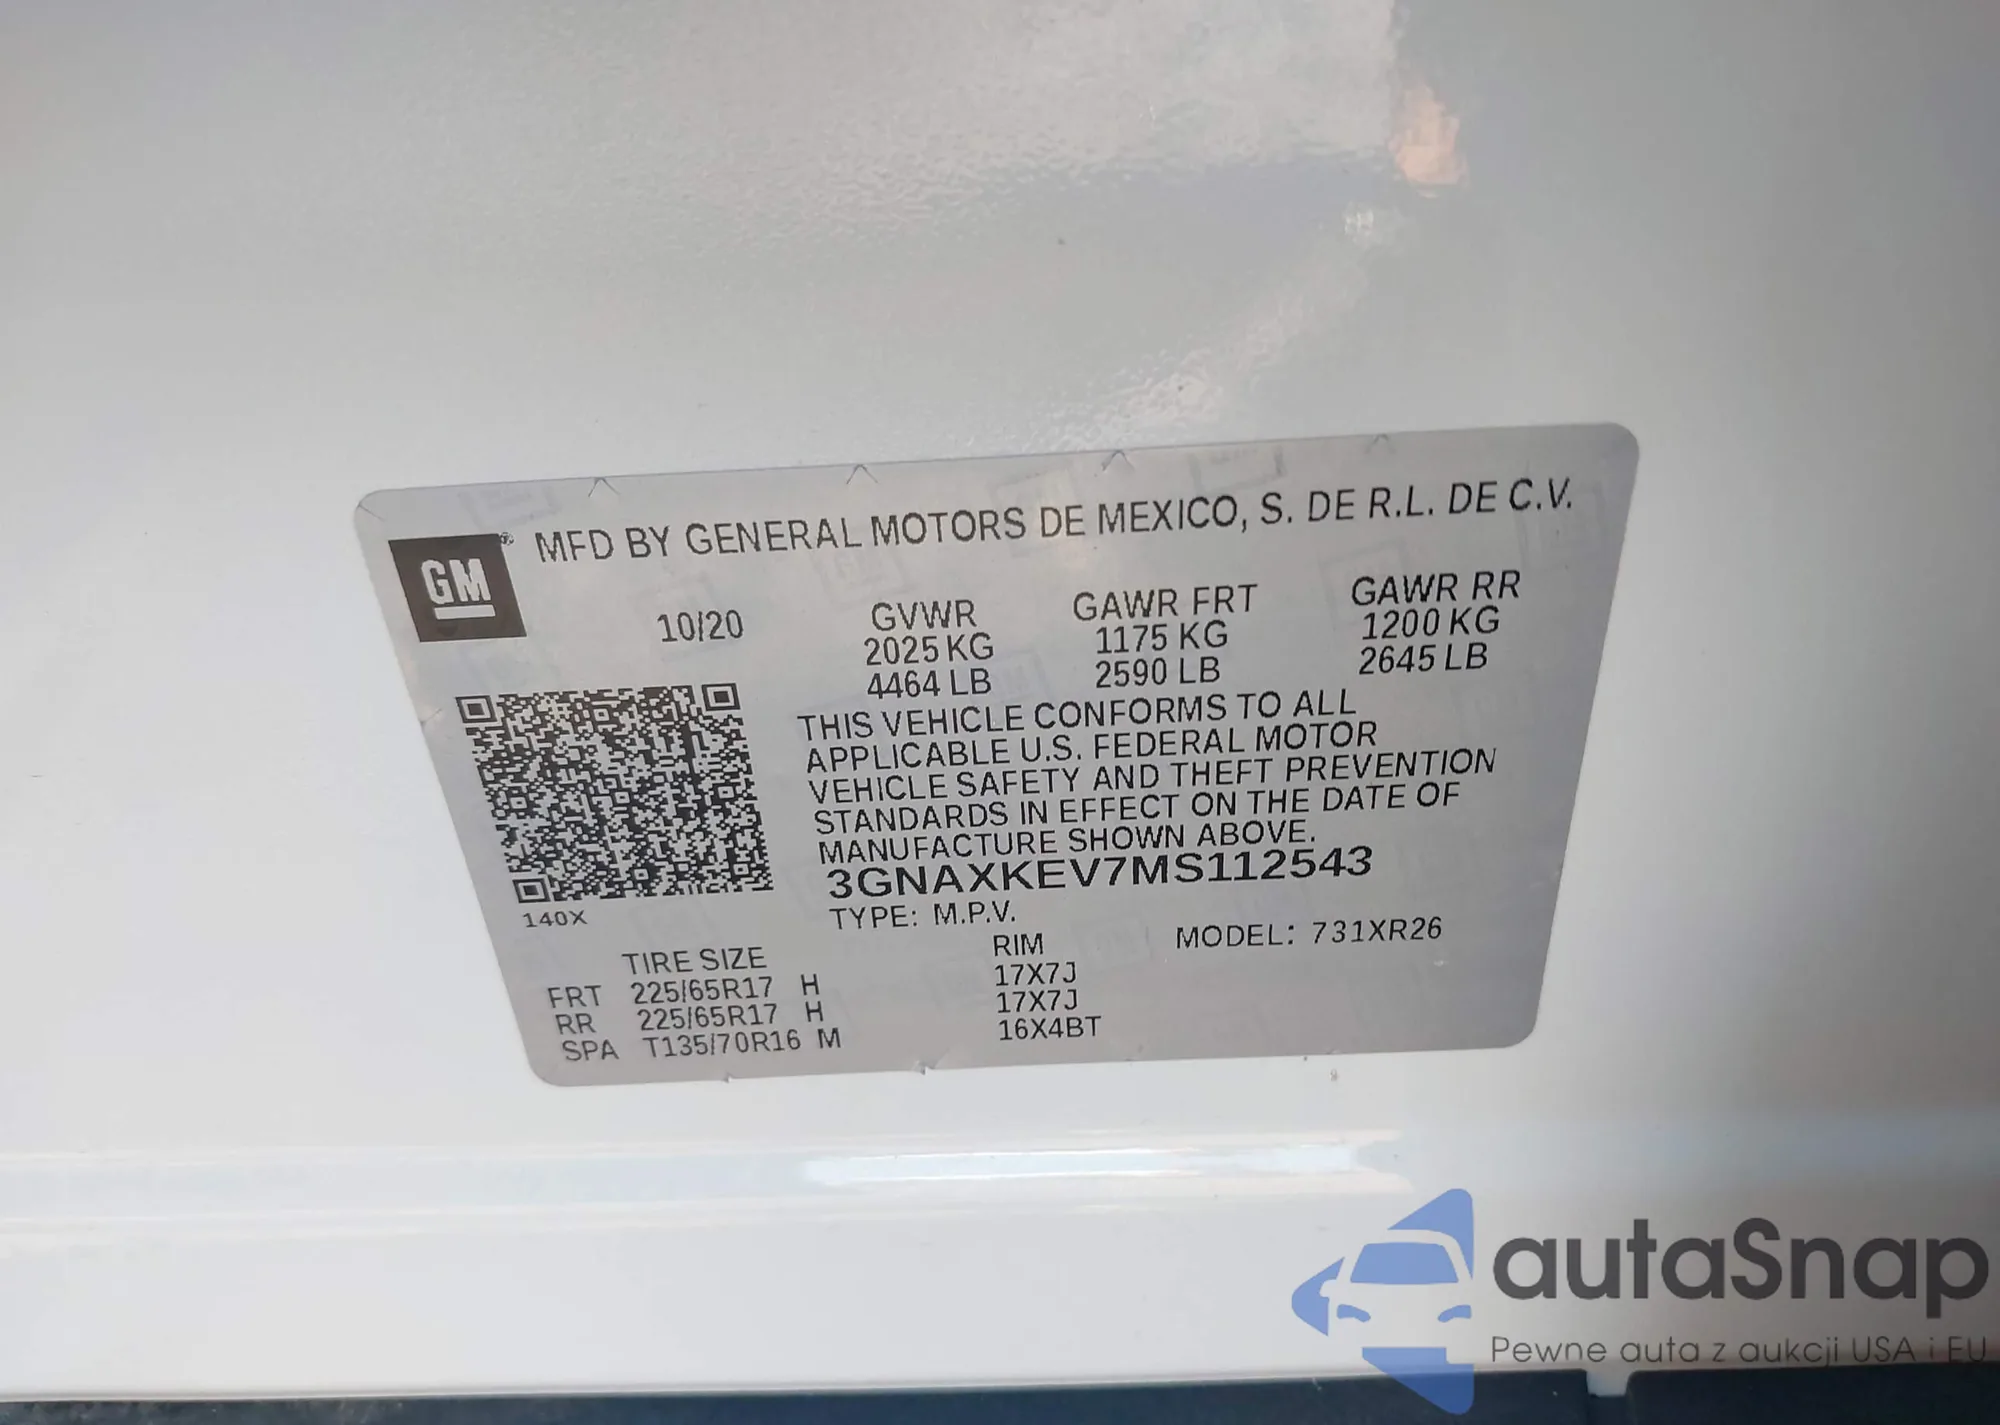 GM ® MFD BY GENERAL MOTORS DE MEXICO, S. DE R.L. DE C.V.
10/20
GVWR
2025 KG
4464 LB
GAWR FRT
1175 KG
2590 LB
GAWR RR
1200 KG
2645 LB
THIS VEHICLE CONFORMS TO ALL
APPLICABLE U.S. FEDERAL MOTOR
VEHICLE SAFETY AND THEFT PREVENTION
STANDARDS IN EFFECT ON THE DATE OF
MANUFACTURE SHOWN ABOVE.
3GNAXKEV7MS112543
140X
TYPE: M.P.V.
MODEL: 731XR26
TIRE SIZE RIM
FRT 225/65R17 H 17X7J
RR 225/65R17 H 17X7J
SPA T135/70R16 M 16X4BT
autaSnap
Pewne auta z aukcji USA i EU